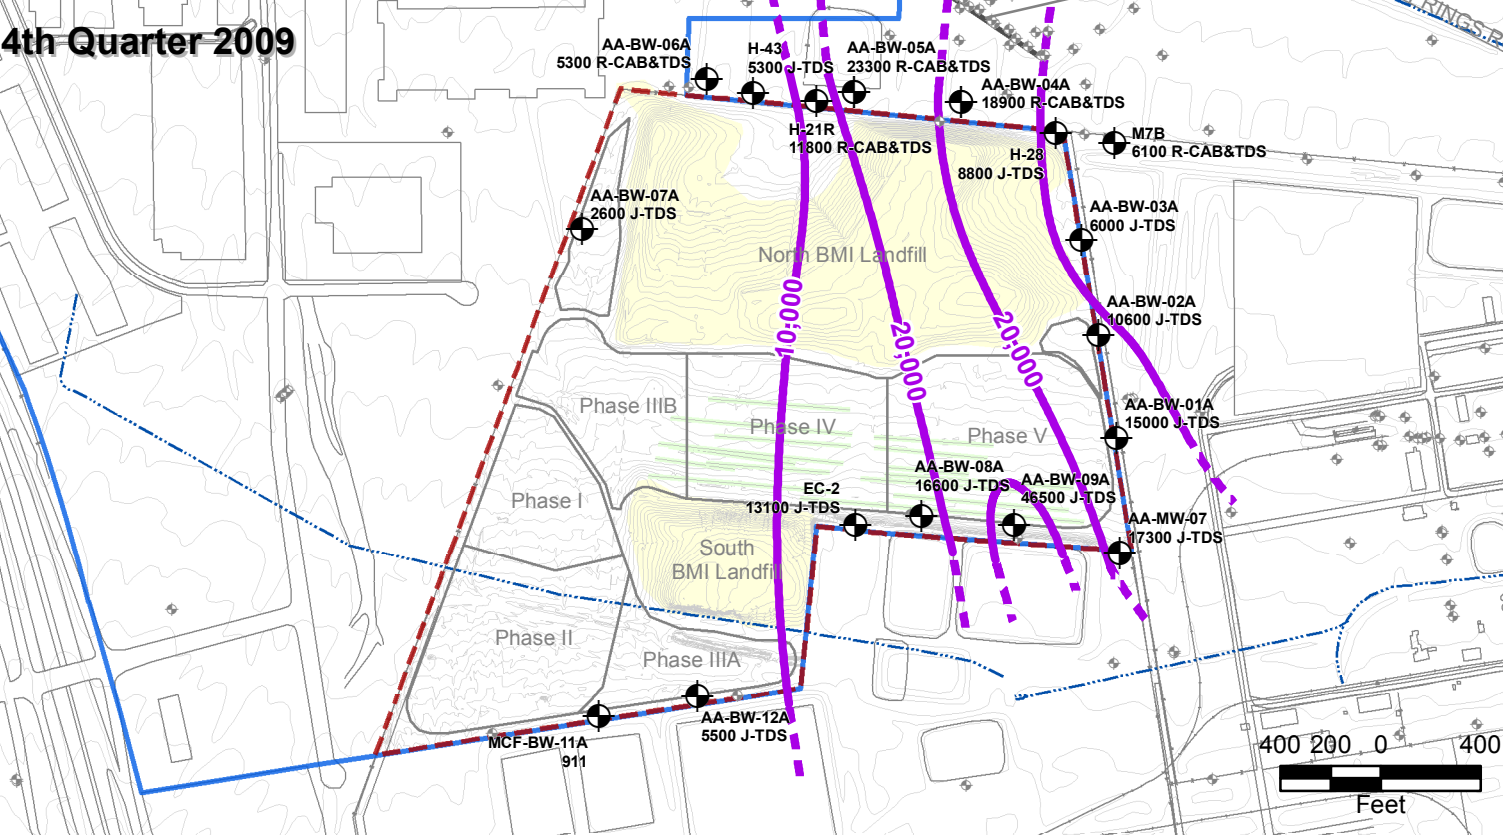 4th Quarter 2009
RINGS R
AA-BW-06A
5300 R-CAB&TDS
H-43
5300 J-TDS
AA-BW-05A
23300 R-CAB&TDS
AA-BW-04A
18900 R-CAB&TDS
H-21R
11800 R-CAB&TDS
H-28
8800 J-TDS
M7B
6100 R-CAB&TDS
AA-BW-07A
2600 J-TDS
AA-BW-03A
6000 J-TDS
North BMI Landfill
AA-BW-02A
10600 J-TDS
10,000
20,000
20,000
Phase IIIB
Phase IV
Phase V
AA-BW-01A
15000 J-TDS
Phase I
EC-2
13100 J-TDS
AA-BW-08A
16600 J-TDS
AA-BW-09A
46500 J-TDS
AA-MW-07
17300 J-TDS
South
BMI Landfill
Phase II
Phase IIIA
AA-BW-12A
5500 J-TDS
MCF-BW-11A
911
400 200 0 400
Feet